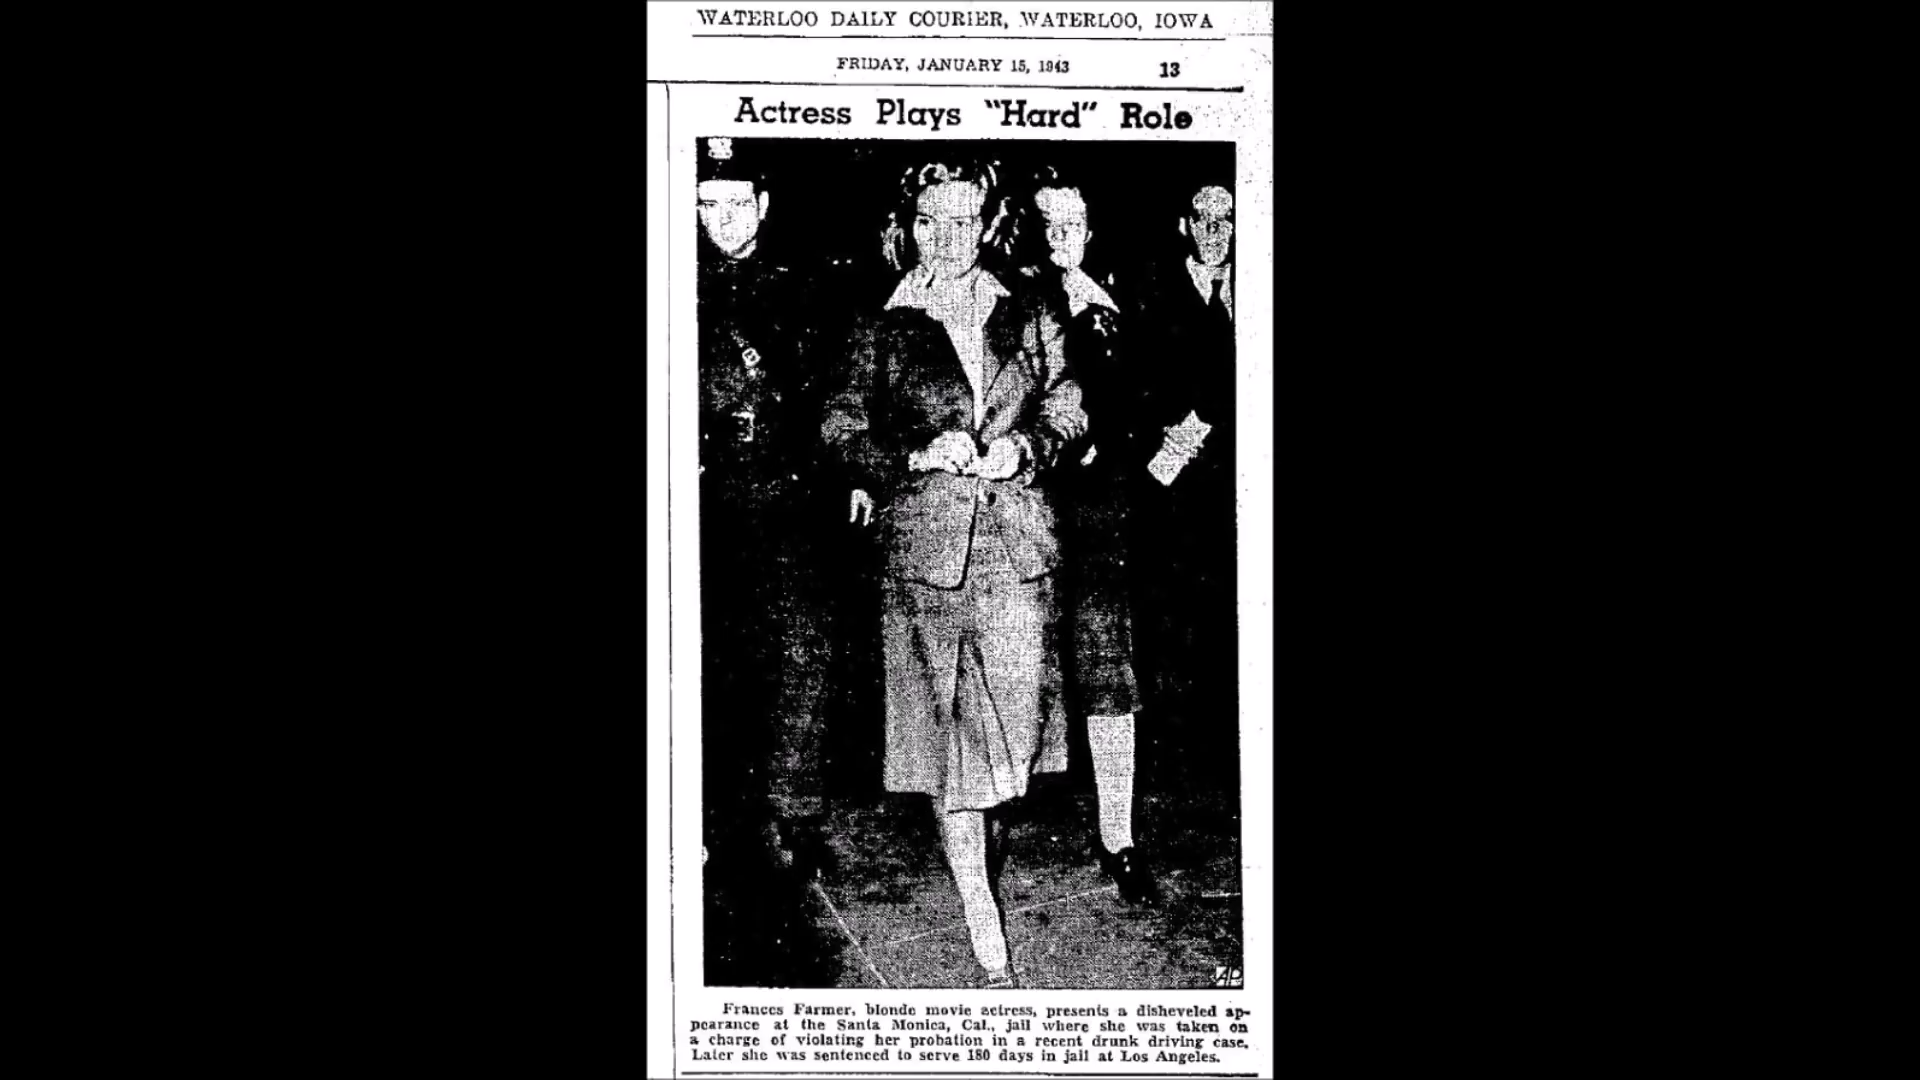 WATERLOO DAILY COURIER, WATERLOO, IOWA
FRIDAY, JANUARY 15, 1943 13
Actress Plays "Hard" Role
AP
Frances Farmer, blonde movie actress, presents a disheveled ap-
pearance at the Santa Monica, Cal., jail where she was taken on
a charge of violating her probation in a recent drunk driving case.
Later she was sentenced to serve 180 days in jail at Los Angeles.